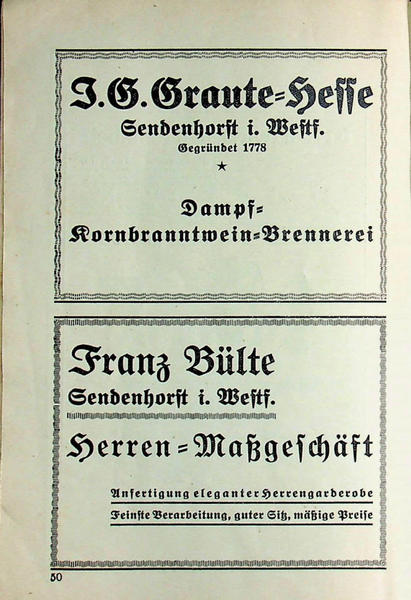 J. G. Graute-Hesse
Sendenhorst i. Westf.
Gegründet 1778
Dampf-
Kornbranntwein-Brennerei
Franz Bülte
Sendenhorst i. Westf.
Herren-Maßgeschäft
Anfertigung eleganter Herrengarderobe
Feinste Verarbeitung, guter Sitz, mäßige Preise
50